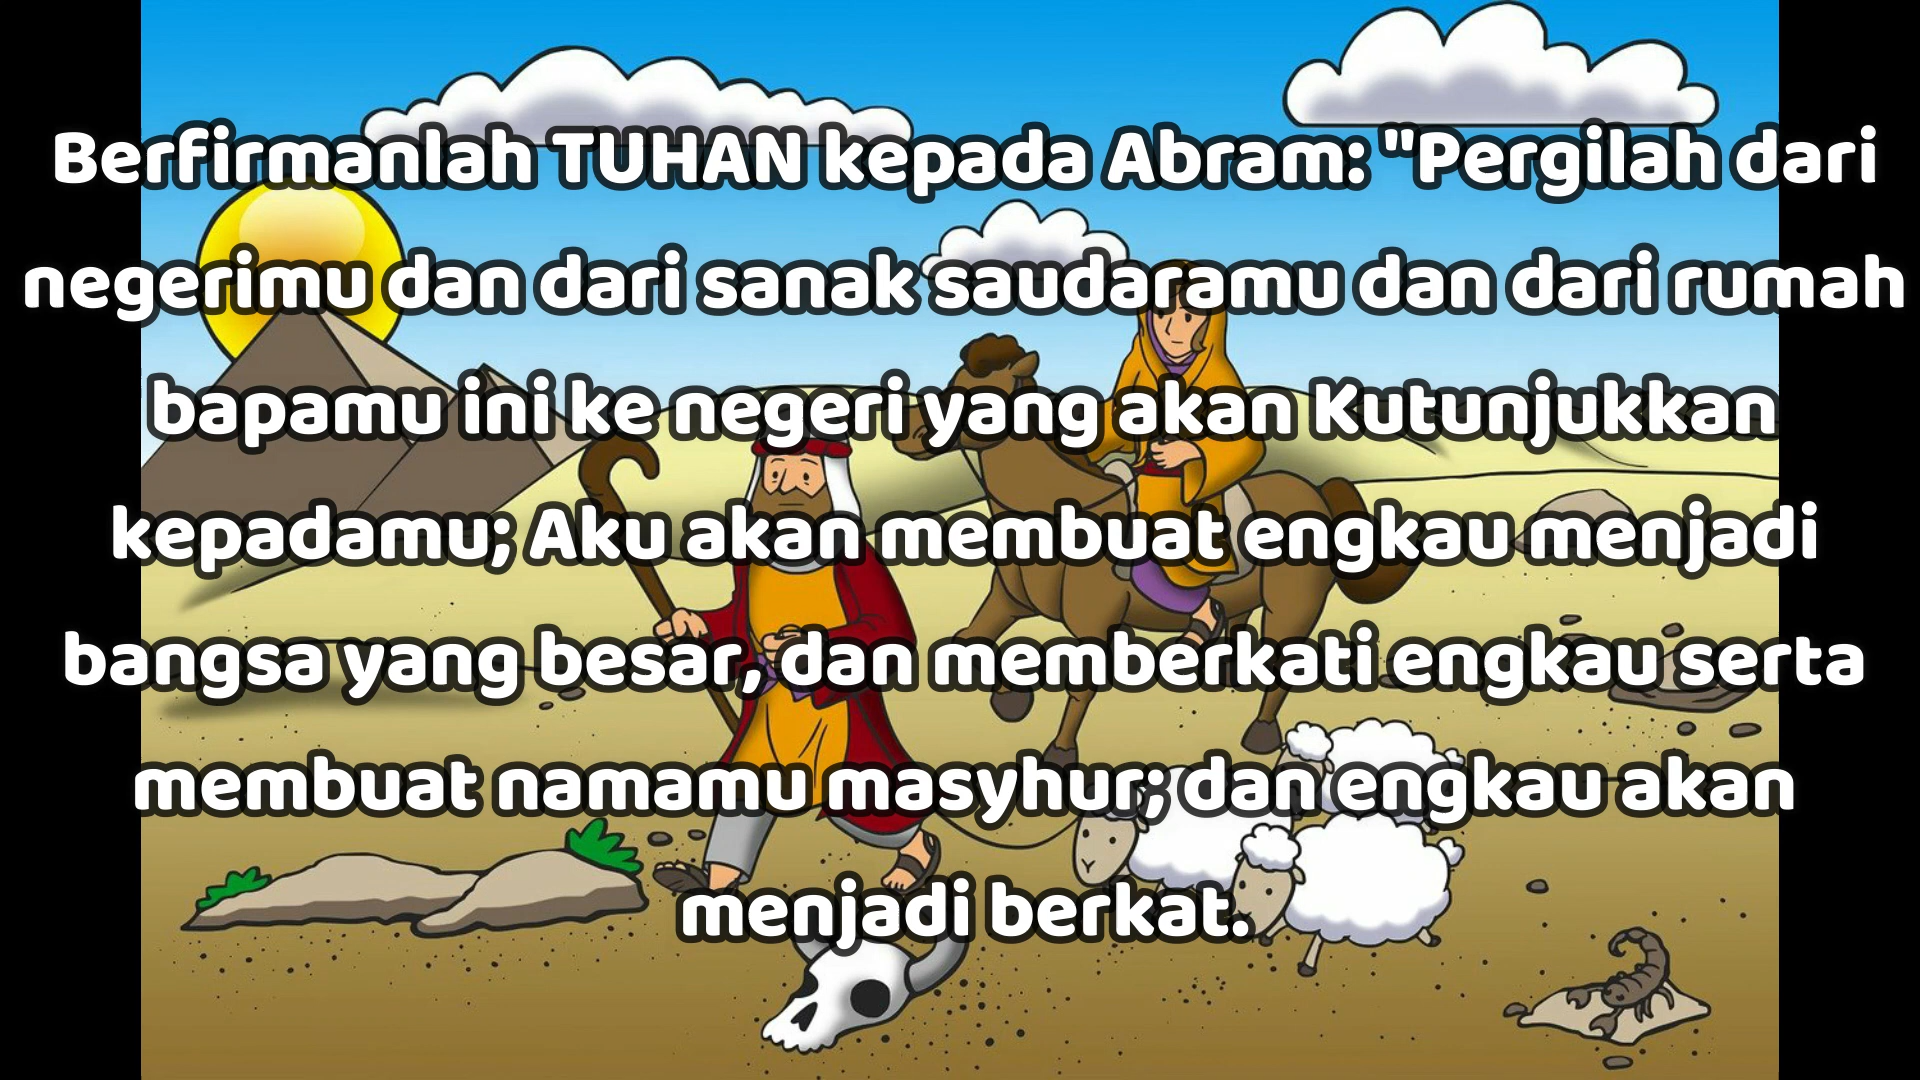 Berfirmanlah TUHAN kepada Abram: "Pergilah dari
negerimu dan dari sanak saudaramu dan dari rumah
bapamu ini ke negeri yang akan Kutunjukkan
kepadamu; Aku akan membuat engkau menjadi
bangsa yang besar, dan memberkati engkau serta
membuat namamu masyhur; dan engkau akan
menjadi berkat.